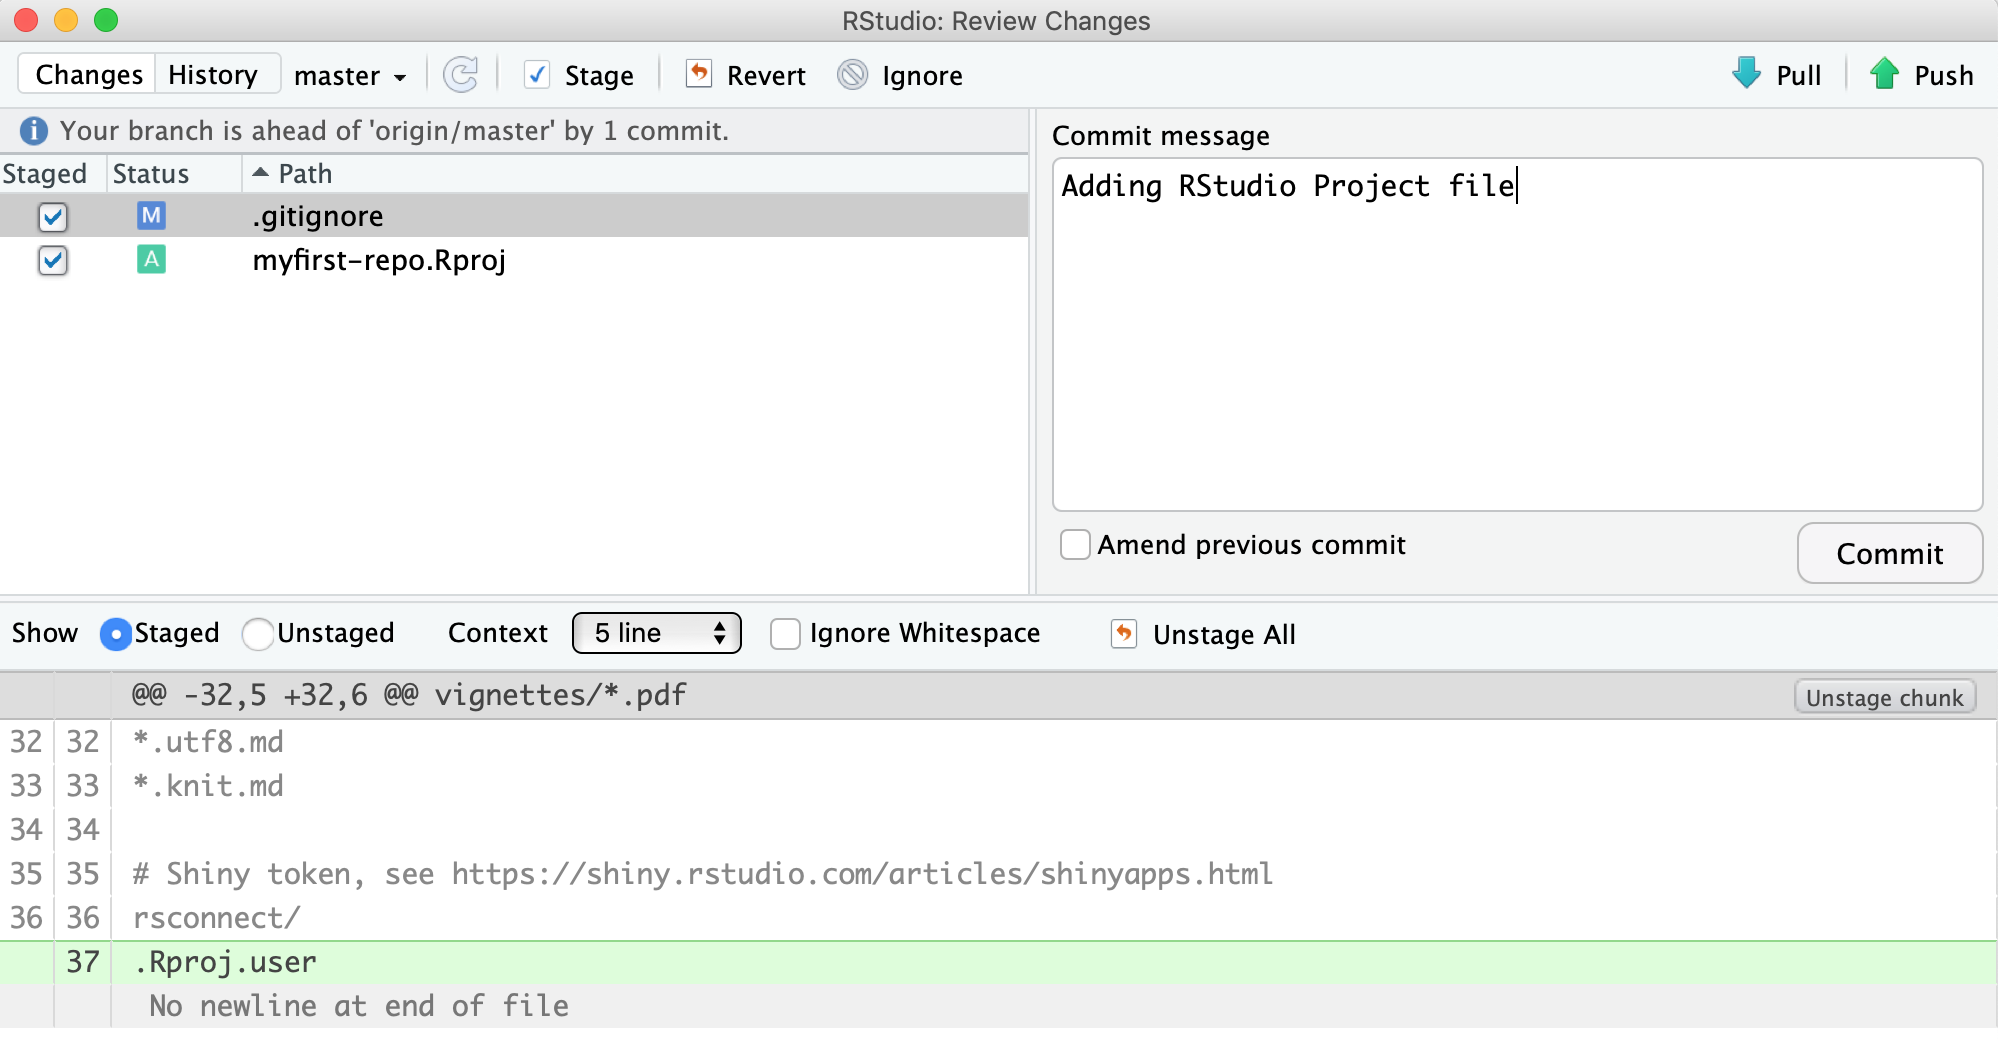 RStudio: Review Changes
Changes History master Stage Revert Ignore Pull Push
Your branch is ahead of 'origin/master' by 1 commit.
Staged Status Path
M .gitignore
A myfirst-repo.Rproj
Commit message
Adding RStudio Project file
Amend previous commit
Commit
Show Staged Unstaged Context 5 line Ignore Whitespace Unstage All
@@ -32,5 +32,6 @@ vignettes/*.pdf Unstage chunk
32 32 *.utf8.md
33 33 *.knit.md
34 34
35 35 # Shiny token, see https://shiny.rstudio.com/articles/shinyapps.html
36 36 rsconnect/
37 .Rproj.user
No newline at end of file